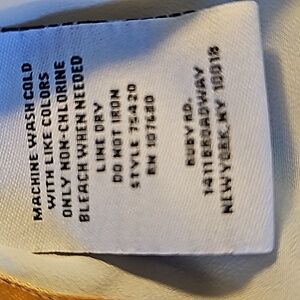 MACHINE WASH COLD
WITH LIKE COLORS
ONLY NON-CHLORINE
BLEACH WHEN NEEDED
LINE DRY
DO NOT IRON
STYLE 75420
RN 107680
RUBY RD.
1411 BROADWAY
NEW YORK, NY 10018